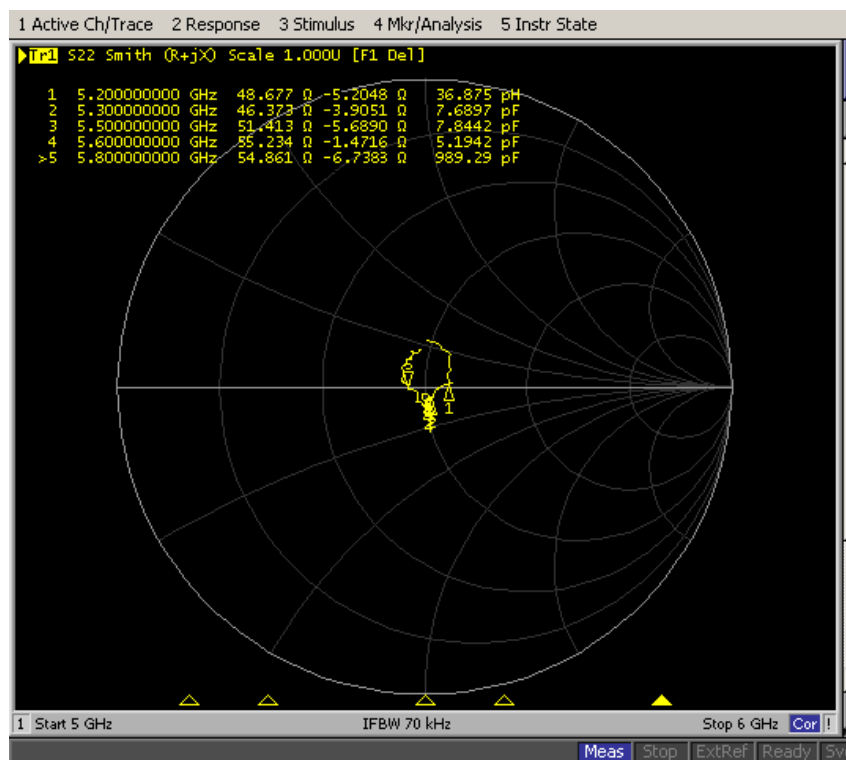 1 Active Ch/Trace 2 Response 3 Stimulus 4 Mkr/Analysis 5 Instr State
Tr1 S22 Smith (R+jX) Scale 1.000U [F1 Del]
1 5.200000000 GHz 48.677 Ω -5.2048 Ω 36.875 pH
2 5.300000000 GHz 46.373 Ω -3.9051 Ω 7.6897 pF
3 5.500000000 GHz 51.413 Ω -5.6890 Ω 7.8442 pF
4 5.600000000 GHz 55.234 Ω -1.4716 Ω 5.1942 pF
>5 5.800000000 GHz 54.861 Ω -6.7383 Ω 989.29 pF
1
1 Start 5 GHz IFBW 70 kHz Stop 6 GHz Cor !
Meas Stop ExtRef Ready